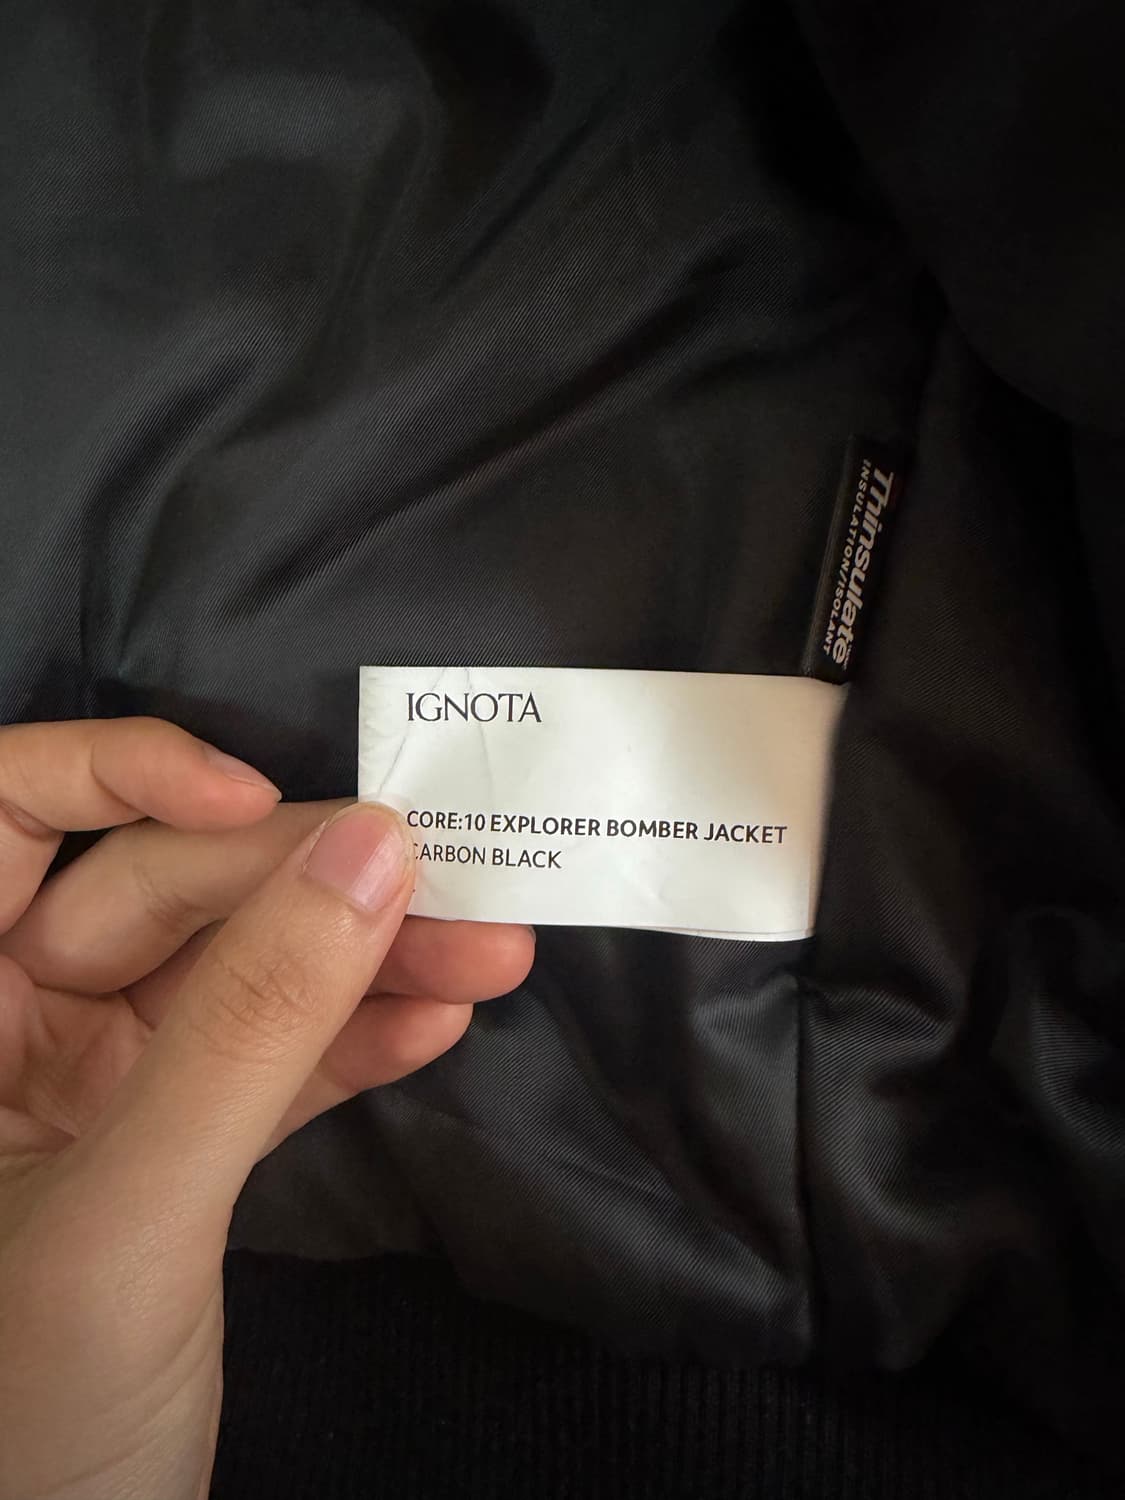 IGNOTA
CORE:10 EXPLORER BOMBER JACKET
CARBON BLACK
Thinsulate
INSULATION/ISOLANT